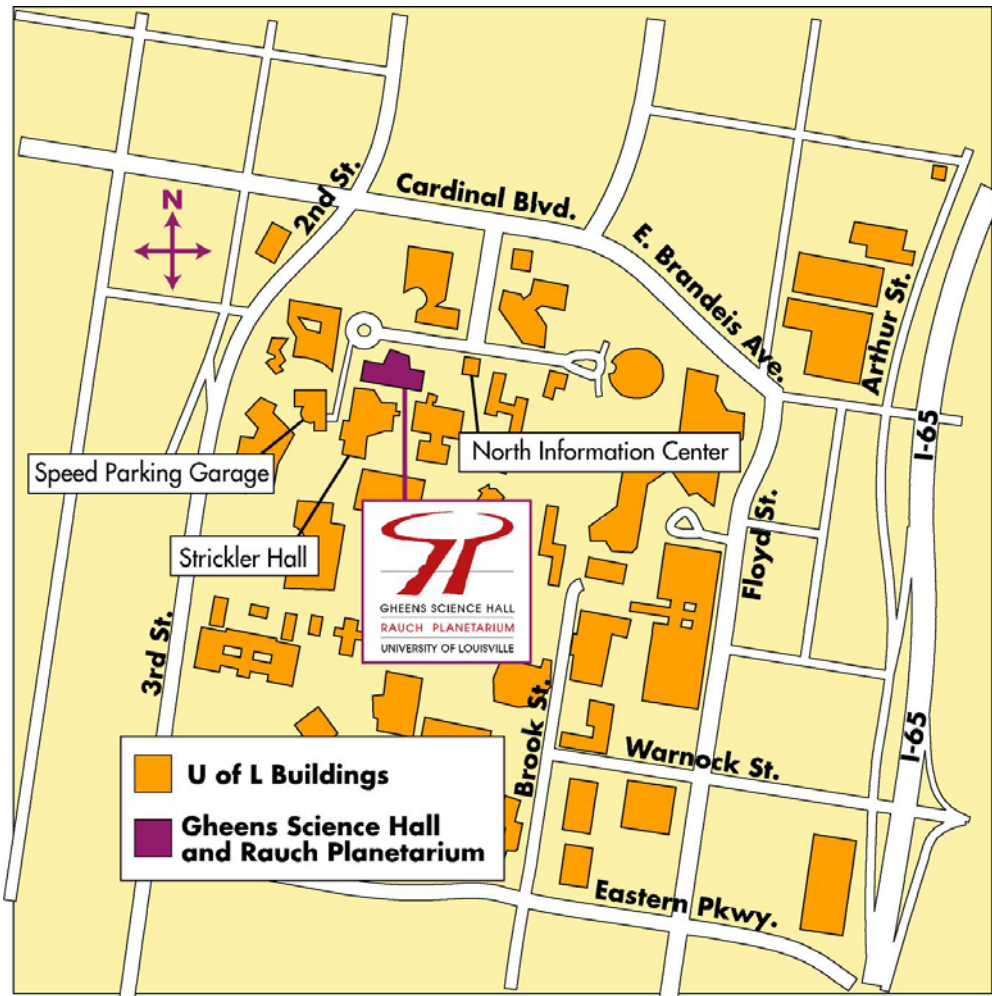 N
2nd St.
Cardinal Blvd.
E. Brandeis Ave.
Arthur St.
I-65
North Information Center
Speed Parking Garage
Strickler Hall
GHEENS SCIENCE HALL
RAUCH PLANETARIUM
UNIVERSITY OF LOUISVILLE
Floyd St.
3rd St.
Brook St.
I-65
Warnock St.
U of L Buildings
Gheens Science Hall
and Rauch Planetarium
Eastern Pkwy.